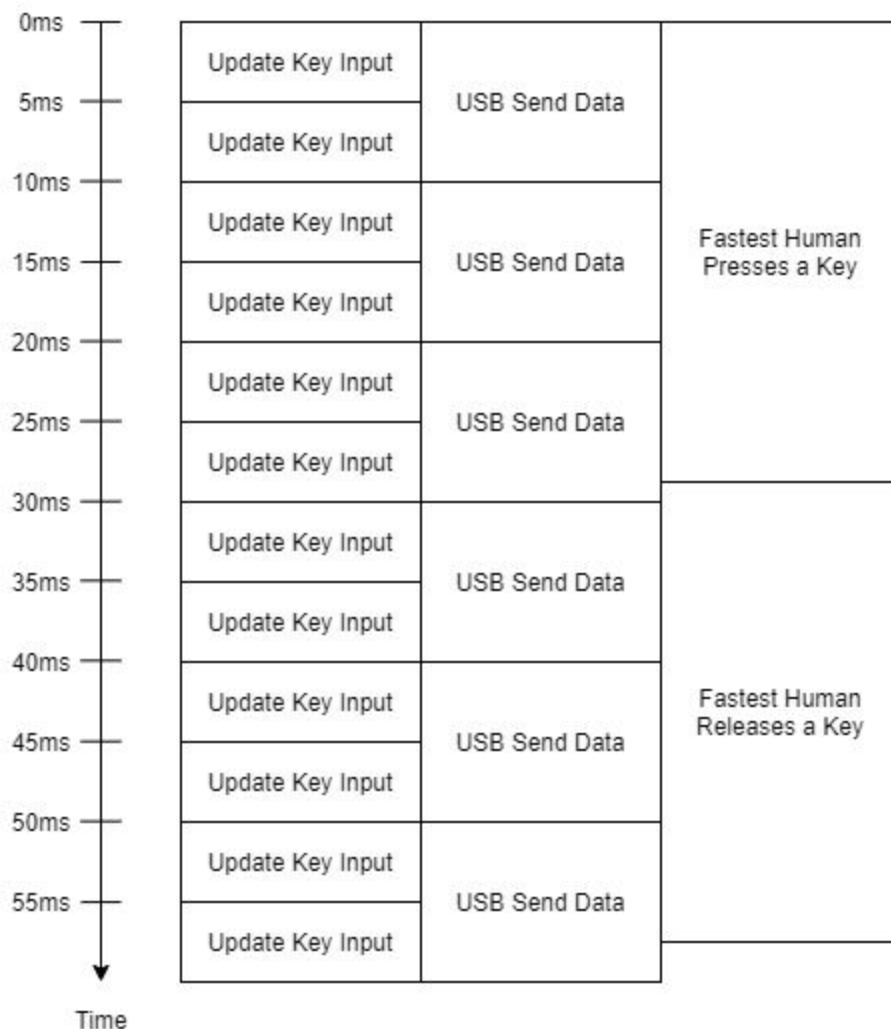 0ms
Update Key Input
5ms
USB Send Data
Update Key Input
10ms
Update Key Input
Fastest Human
Presses a Key
15ms
USB Send Data
Update Key Input
20ms
Update Key Input
25ms
USB Send Data
Update Key Input
30ms
Update Key Input
35ms
USB Send Data
Update Key Input
40ms
Update Key Input
Fastest Human
Releases a Key
45ms
USB Send Data
Update Key Input
50ms
Update Key Input
55ms
USB Send Data
Update Key Input
Time